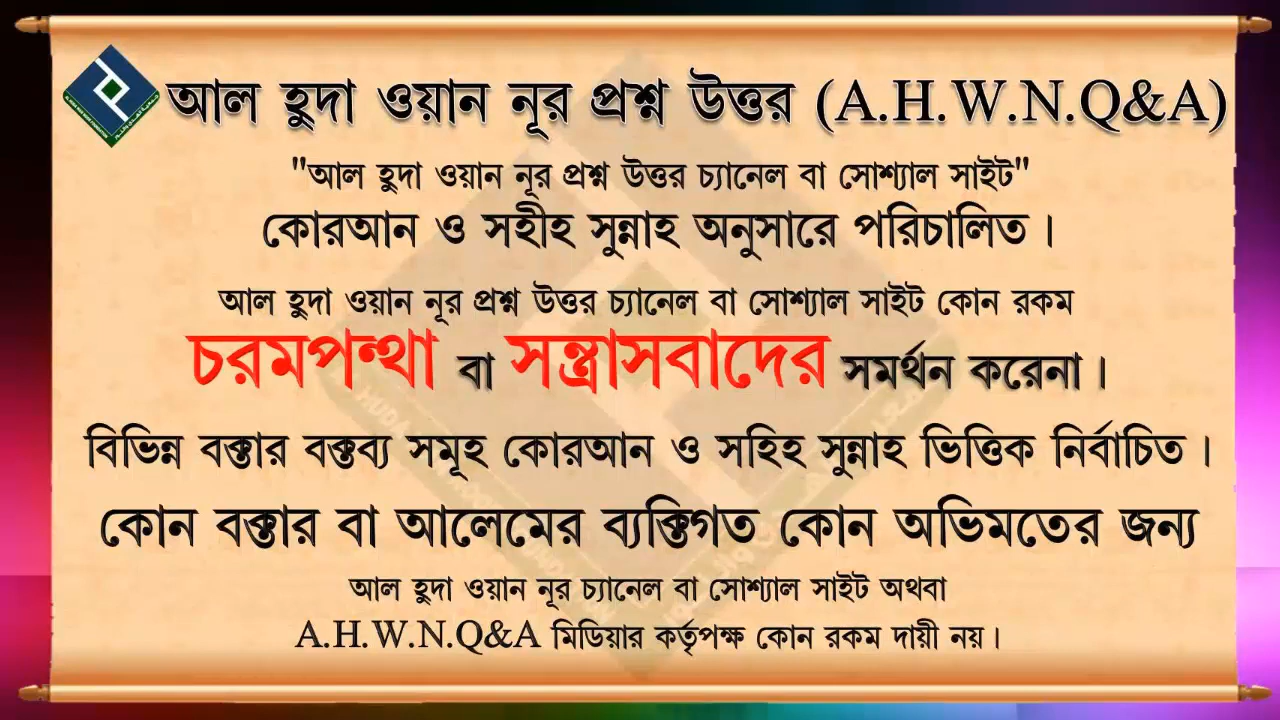 আল হুদা ওয়ান নূর প্রশ্ন উত্তর (A.H.W.N.Q&A)
"আল হুদা ওয়ান নূর প্রশ্ন উত্তর চ্যানেল বা সোশ্যাল সাইট"
কোরআন ও সহীহ সুন্নাহ অনুসারে পরিচালিত ।
আল হুদা ওয়ান নূর প্রশ্ন উত্তর চ্যানেল বা সোশ্যাল সাইট কোন রকম
চরমপন্থা বা সন্ত্রাসবাদের সমর্থন করেনা ।
বিভিন্ন বক্তার বক্তব্য সমূহ কোরআন ও সহিহ সুন্নাহ ভিত্তিক নির্বাচিত ।
কোন বক্তার বা আলেমের ব্যক্তিগত কোন অভিমতের জন্য
আল হুদা ওয়ান নূর চ্যানেল বা সোশ্যাল সাইট অথবা
A.H.W.N.Q&A মিডিয়ার কর্তৃপক্ষ কোন রকম দায়ী নয় ।